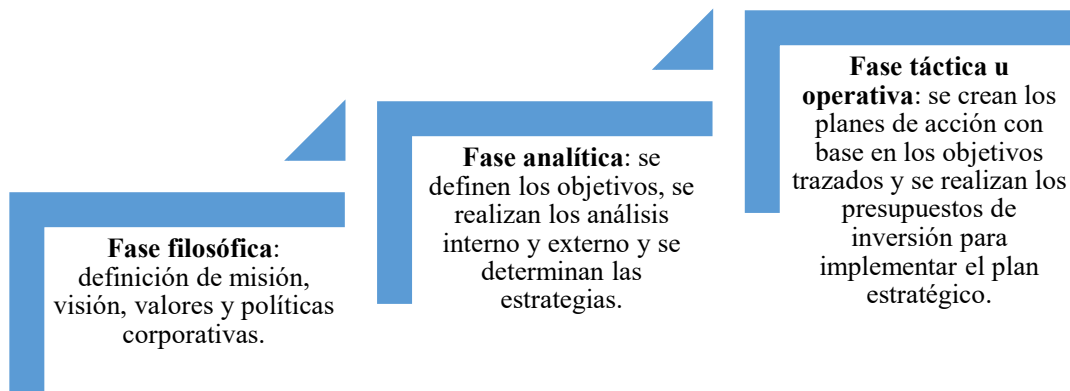 Fase filosófica:
definición de misión,
visión, valores y políticas
corporativas.
Fase analítica: se
definen los objetivos, se
realizan los análisis
interno y externo y se
determinan las
estrategias.
Fase táctica u
operativa: se crean los
planes de acción con
base en los objetivos
trazados y se realizan los
presupuestos de
inversión para
implementar el plan
estratégico.